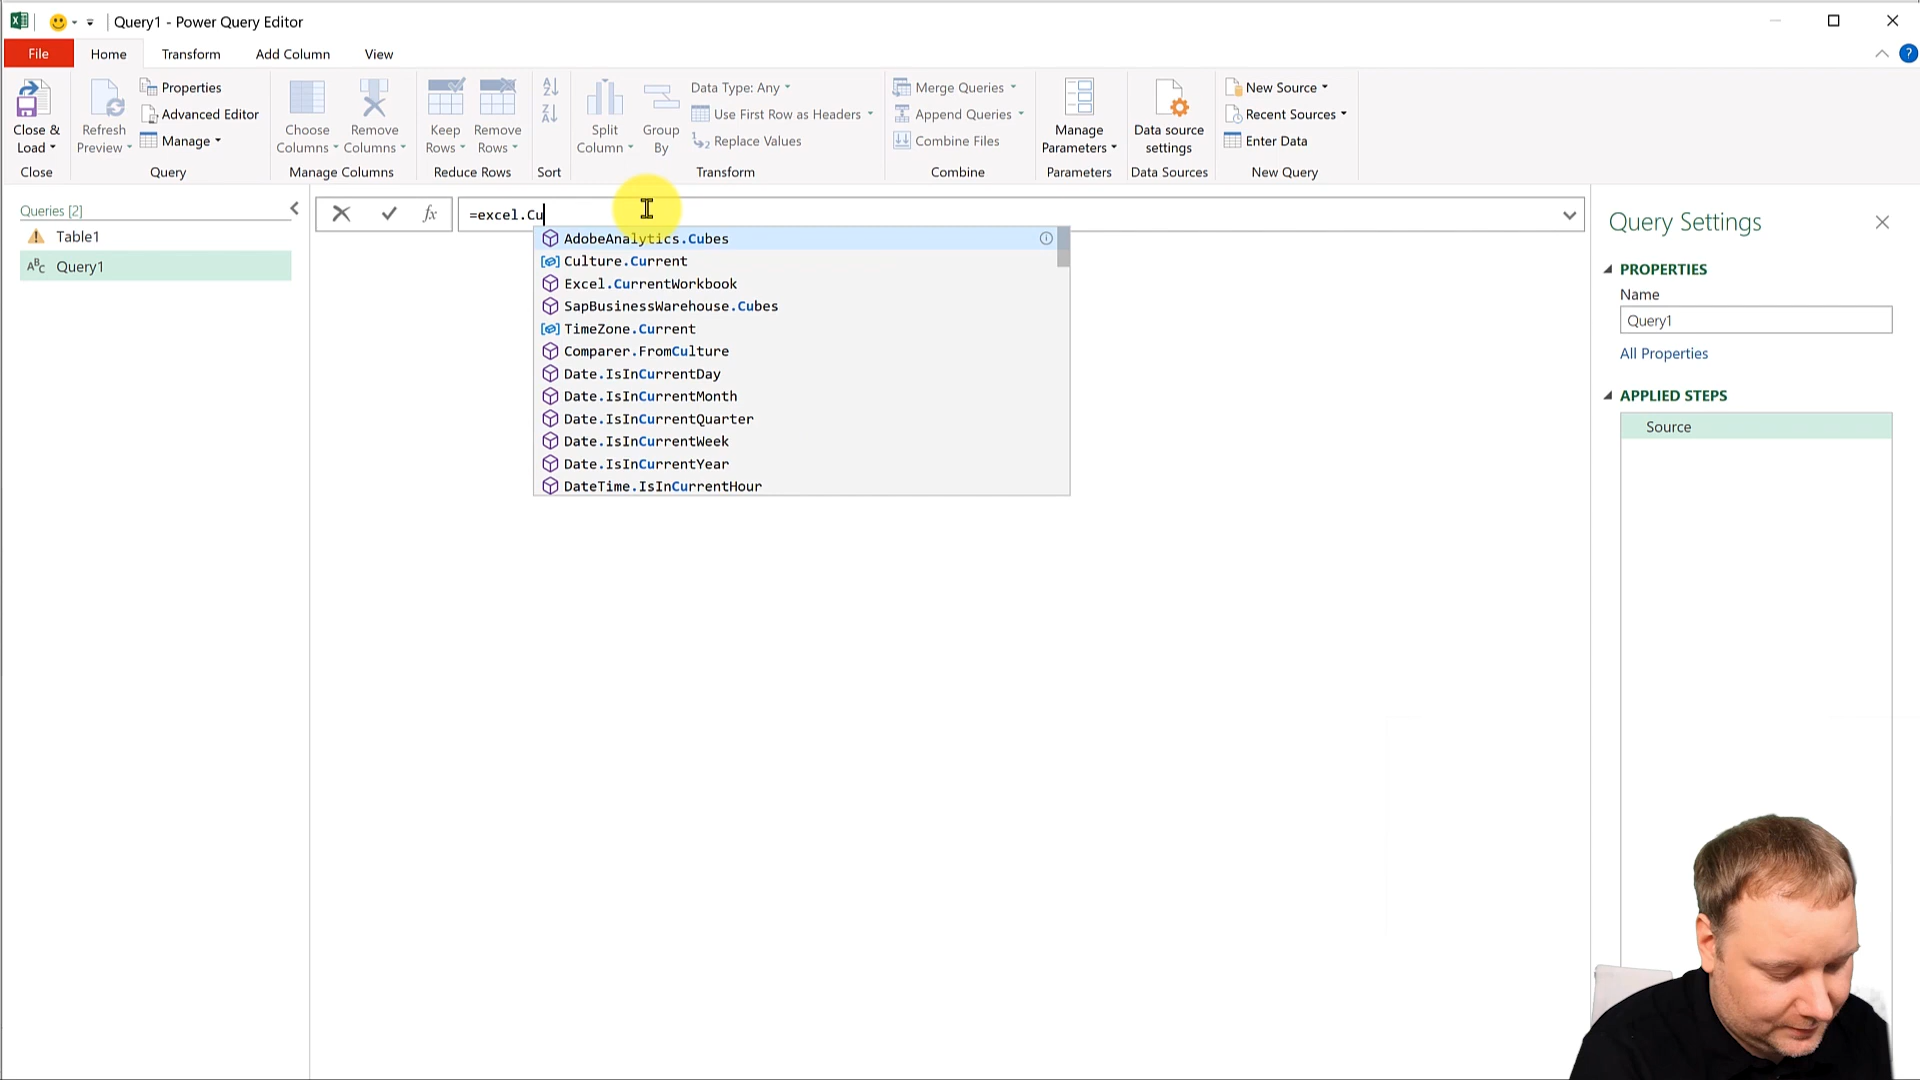 Query1 - Power Query Editor
File Home Transform Add Column View ?
Close & Load
Refresh Preview
Properties
Advanced Editor
Manage
Choose Columns
Remove Columns
Keep Rows
Remove Rows
A Z
Z A
Split Column
Group By
Data Type: Any
Use First Row as Headers
1 2 Replace Values
Merge Queries
Append Queries
Combine Files
Manage Parameters
Data source settings
New Source
Recent Sources
Enter Data
Close Query Manage Columns Reduce Rows Sort Transform Combine Parameters Data Sources New Query
Queries [2]
Table1
ABC Query1
fx =excel.Cu
AdobeAnalytics.Cubes
Culture.Current
Excel.CurrentWorkbook
SapBusinessWarehouse.Cubes
TimeZone.Current
Comparer.FromCulture
Date.IsInCurrentDay
Date.IsInCurrentMonth
Date.IsInCurrentQuarter
Date.IsInCurrentWeek
Date.IsInCurrentYear
DateTime.IsInCurrentHour
Query Settings
PROPERTIES
Name
Query1
All Properties
APPLIED STEPS
Source